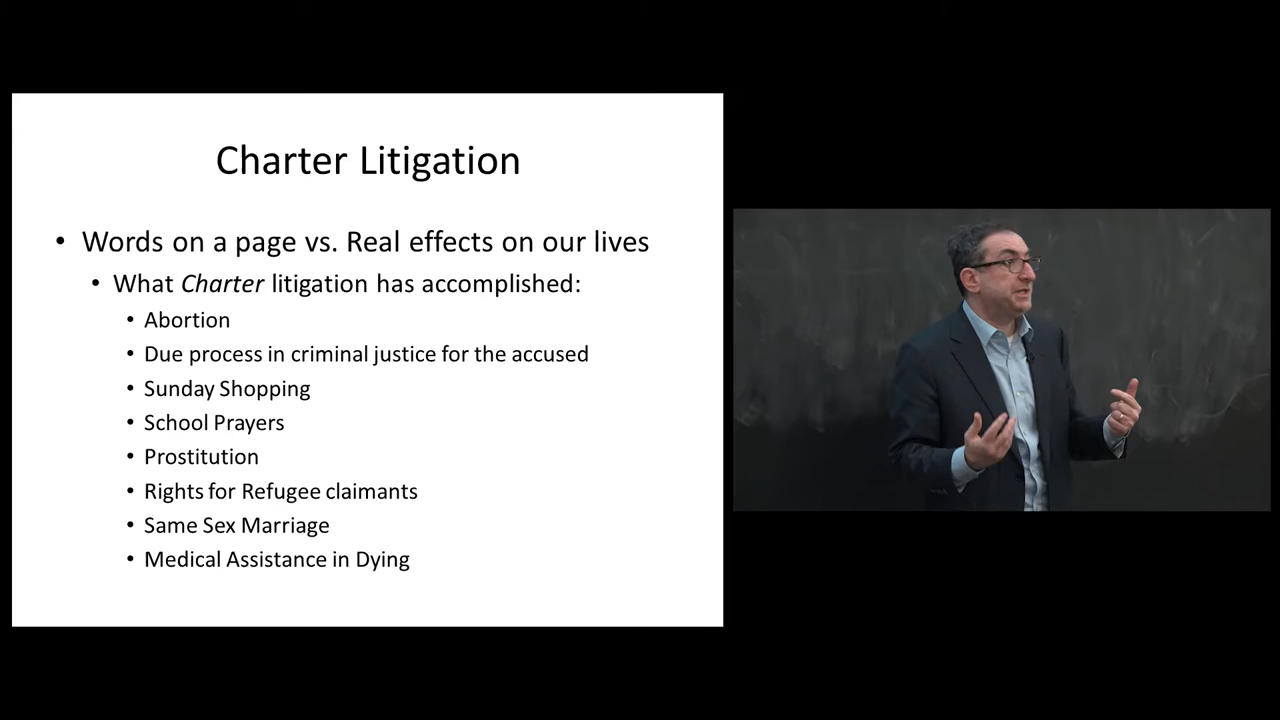 Charter Litigation
• Words on a page vs. Real effects on our lives
• What Charter litigation has accomplished:
• Abortion
• Due process in criminal justice for the accused
• Sunday Shopping
• School Prayers
• Prostitution
• Rights for Refugee claimants
• Same Sex Marriage
• Medical Assistance in Dying